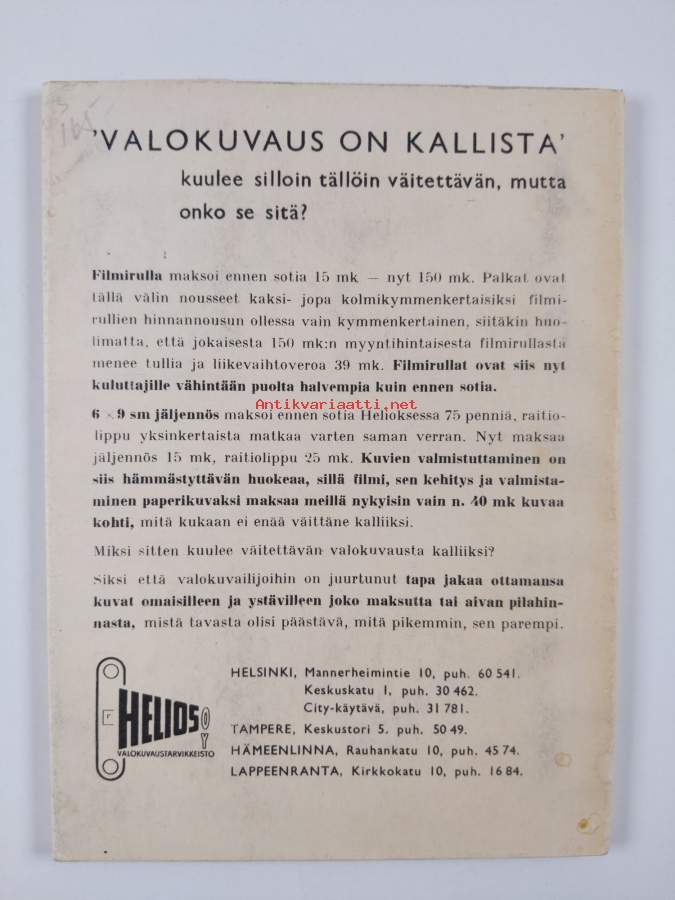 165
'VALOKUVAUS ON KALLISTA'
kuulee silloin tällöin väitettävän, mutta
onko se sitä?
Filmirulla maksoi ennen sotia 15 mk — nyt 150 mk. Palkat ovat
tällä välin nousseet kaksi- jopa kolmikymmenkertaisiksi filmi-
rullien hinnannousun ollessa vain kymmenkertainen, siitäkin huo-
limatta, että jokaisesta 150 mk:n myyntihintaisesta filmirullasta
menee tullia ja liikevaihtoveroa 39 mk. Filmirullat ovat siis nyt
kuluttajille vähintään puolta halvempia kuin ennen sotia.
Antikvariaatti.net
6 × 9 sm jäljennös maksoi ennen sotia Helioksessa 75 penniä, raitio-
lippu yksinkertaista matkaa varten saman verran. Nyt maksaa
jäljennös 15 mk, raitiolippu 25 mk. Kuvien valmistuttaminen on
siis hämmästyttävän huokeaa, sillä filmi, sen kehitys ja valmista-
minen paperikuvaksi maksaa meillä nykyisin vain n. 40 mk kuvaa
kohti, mitä kukaan ei enää väittäne kalliiksi.
Miksi sitten kuulee väitettävän valokuvausta kalliiksi?
Siksi että valokuvailijoihin on juurtunut tapa jakaa ottamansa
kuvat omaisilleen ja ystävilleen joko maksutta tai aivan pilahin-
nasta, mistä tavasta olisi päästävä, mitä pikemmin, sen parempi.
HELIOS OY
VALOKUVAUSTARVIKKEISTO
HELSINKI, Mannerheimintie 10, puh. 60 541.
Keskuskatu 1, puh. 30 462.
City-käytävä, puh. 31 781.
TAMPERE, Keskustori 5. puh. 50 49.
HÄMEENLINNA, Rauhankatu 10, puh. 45 74.
LAPPEENRANTA, Kirkkokatu 10, puh. 16 84.